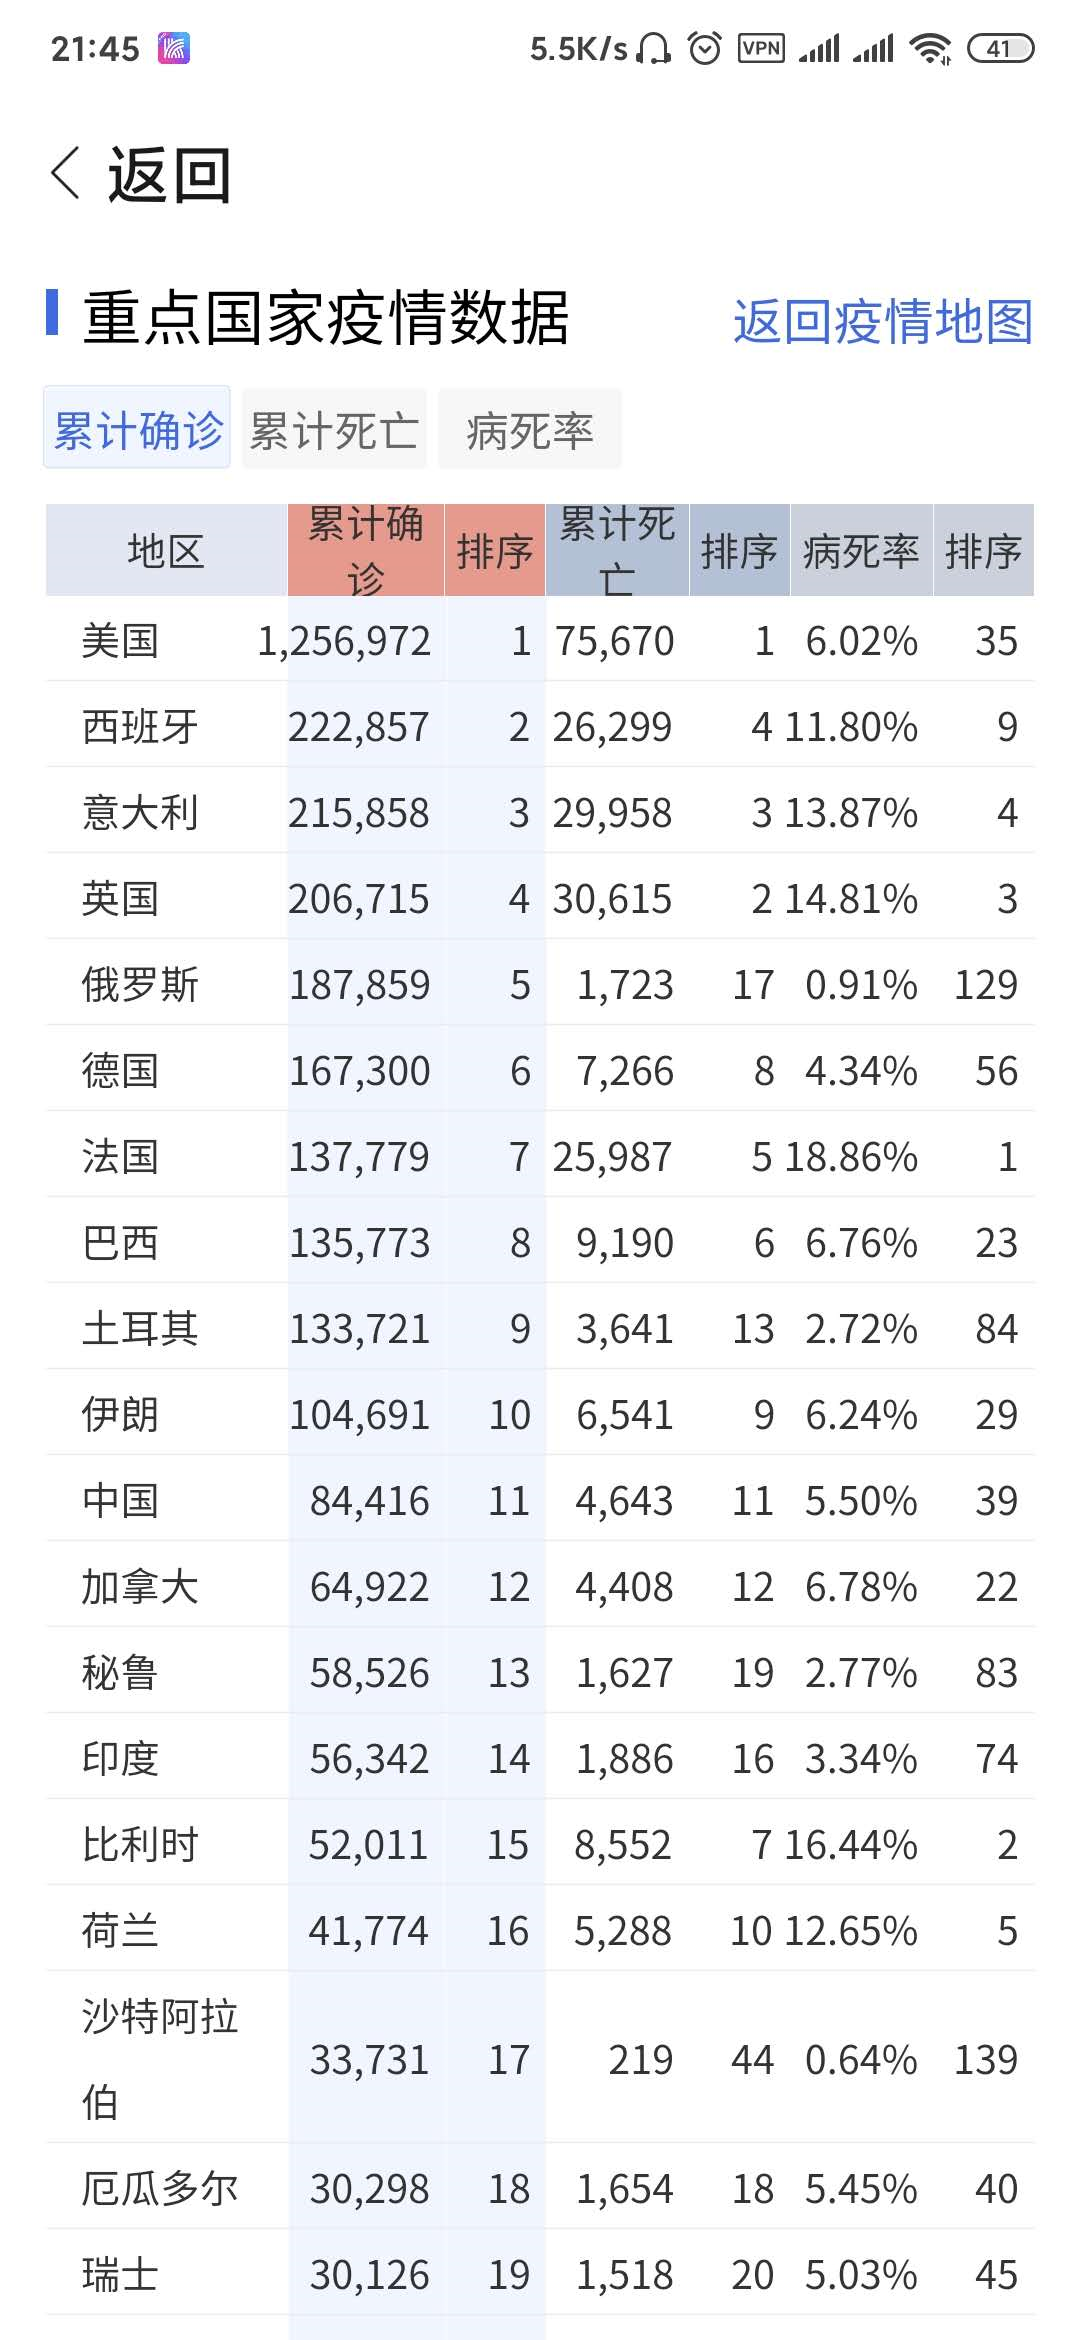 21:45 5.5K/s VPN 41
返回
重点国家疫情数据 返回疫情地图
累计确诊 累计死亡 病死率
地区 累计确诊 排序 累计死亡 排序 病死率 排序
美国 1,256,972 1 75,670 1 6.02% 35
西班牙 222,857 2 26,299 4 11.80% 9
意大利 215,858 3 29,958 3 13.87% 4
英国 206,715 4 30,615 2 14.81% 3
俄罗斯 187,859 5 1,723 17 0.91% 129
德国 167,300 6 7,266 8 4.34% 56
法国 137,779 7 25,987 5 18.86% 1
巴西 135,773 8 9,190 6 6.76% 23
土耳其 133,721 9 3,641 13 2.72% 84
伊朗 104,691 10 6,541 9 6.24% 29
中国 84,416 11 4,643 11 5.50% 39
加拿大 64,922 12 4,408 12 6.78% 22
秘鲁 58,526 13 1,627 19 2.77% 83
印度 56,342 14 1,886 16 3.34% 74
比利时 52,011 15 8,552 7 16.44% 2
荷兰 41,774 16 5,288 10 12.65% 5
沙特阿拉伯 33,731 17 219 44 0.64% 139
厄瓜多尔 30,298 18 1,654 18 5.45% 40
瑞士 30,126 19 1,518 20 5.03% 45